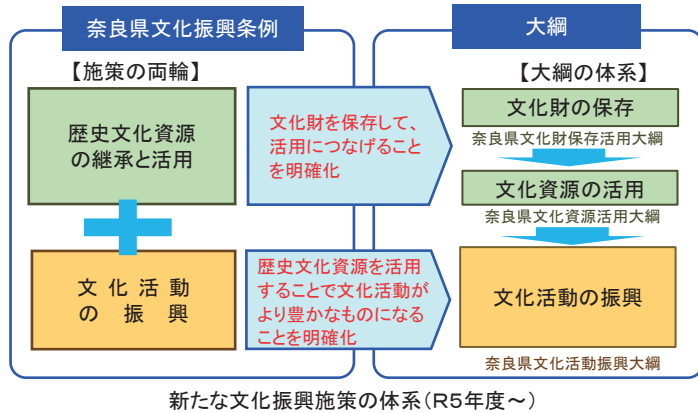 奈良県文化振興条例
【施策の両輪】
歴史文化資源
の継承と活用
文化活動
の振興
文化財を保存して、
活用につなげること
を明確化
歴史文化資源を活用
することで文化活動が
より豊かなものになる
ことを明確化
大綱
【大綱の体系】
文化財の保存
奈良県文化財保存活用大綱
文化資源の活用
奈良県文化資源活用大綱
文化活動の振興
奈良県文化活動振興大綱
新たな文化振興施策の体系(R5年度~)